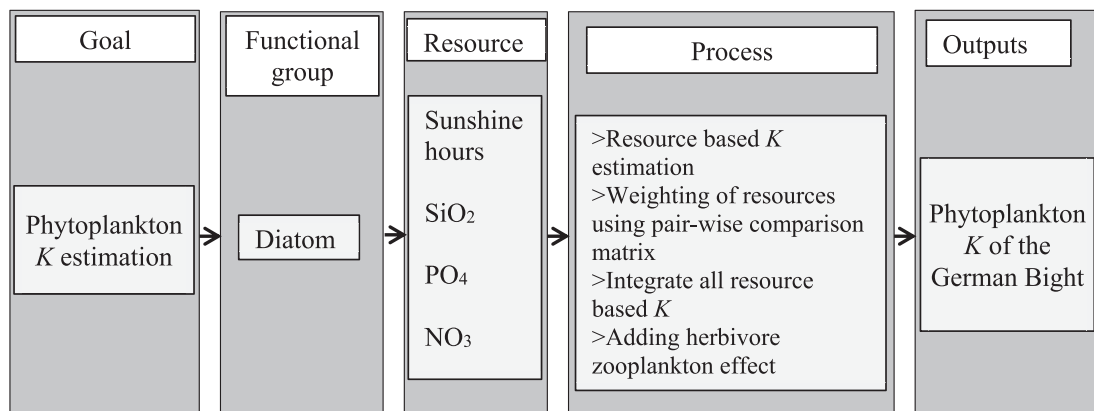 Goal
Phytoplankton
K estimation
Functional
group
Diatom
Resource
Sunshine
hours
SiO₂
PO₄
NO₃
Process
>Resource based K
estimation
>Weighting of resources
using pair-wise comparison
matrix
>Integrate all resource
based K
>Adding herbivore
zooplankton effect
Outputs
Phytoplankton
K of the
German Bight